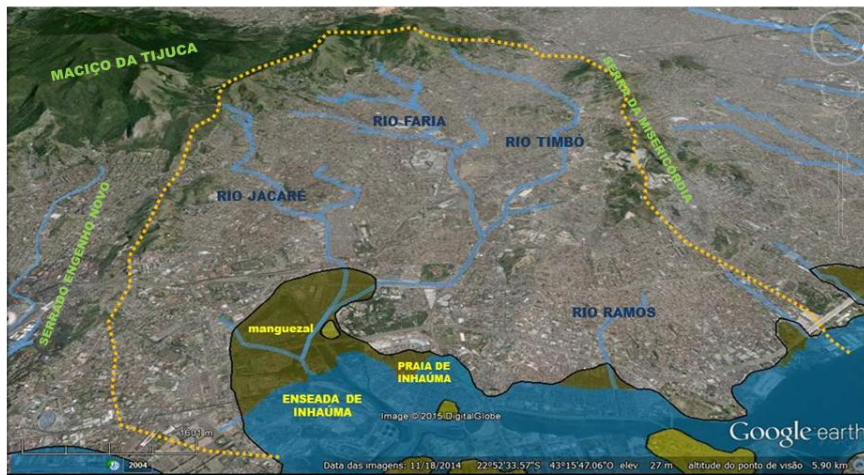 MACIÇO DA TIJUCA
SERRA DA MISERICÓRDIA
RIO FARIA
RIO TIMBÓ
RIO JACARÉ
SERRADO ENGENHO NOVO
RIO RAMOS
manguezal
PRAIA DE
INHAÚMA
ENSEADA DE
INHAÚMA
Image © 2015 DigitalGlobe
Google earth
1601 m
2004
Data das imagens: 11/18/2014 22°52'33.57"S 43°15'47.06"O elev 27 m altitude do ponto de visão 5.90 km